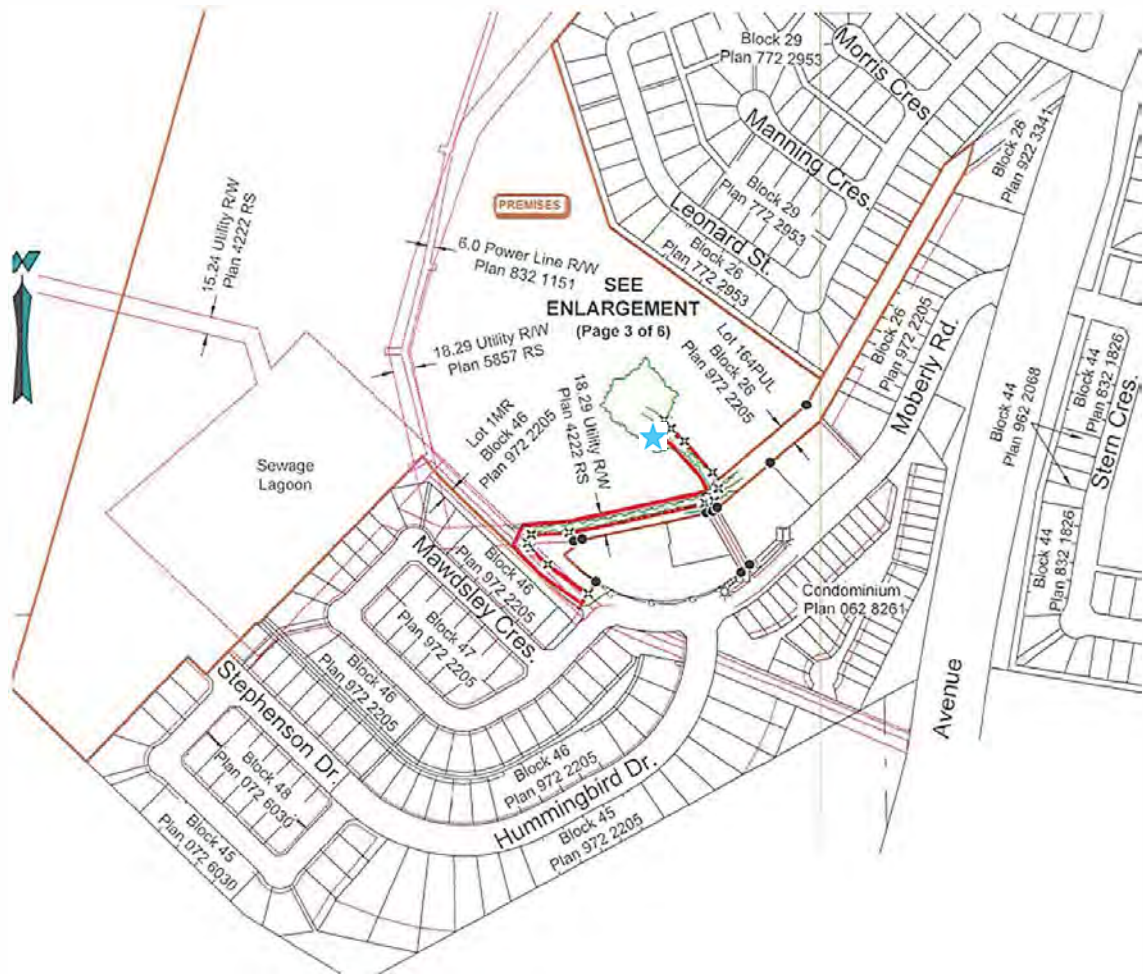 Block 29
Plan 772 2953
Morris Cres.
Manning Cres.
Block 29
Plan 772 2953
Leonard St.
Block 26
Plan 772 2953
Block 26
Plan 922 3341
PREMISES
15.24 Utility R/W
Plan 4222 RS
6.0 Power Line R/W
Plan 832 1151
SEE
ENLARGEMENT
(Page 3 of 6)
18.29 Utility R/W
Plan 5857 RS
Lot 164PUL
Block 26
Plan 972 2205
Block 26
Plan 972 2205
Moberly Rd.
Block 44
Plan 832 1826
Block 44
Plan 962 2068
Stern Cres.
18.29 Utility R/W
Plan 4222 RS
Lot 1MR
Block 46
Plan 972 2205
Sewage
Lagoon
Block 44
Plan 832 1826
Block 46
Plan 972 2205
Mawdsley Cres.
Block 47
Plan 972 2205
Condominium
Plan 062 8261
Block 46
Plan 972 2205
Stephenson Dr.
Avenue
Block 48
Plan 072 6030
Block 46
Plan 972 2205
Hummingbird Dr.
Block 45
Plan 972 2205
Block 45
Plan 072 6030